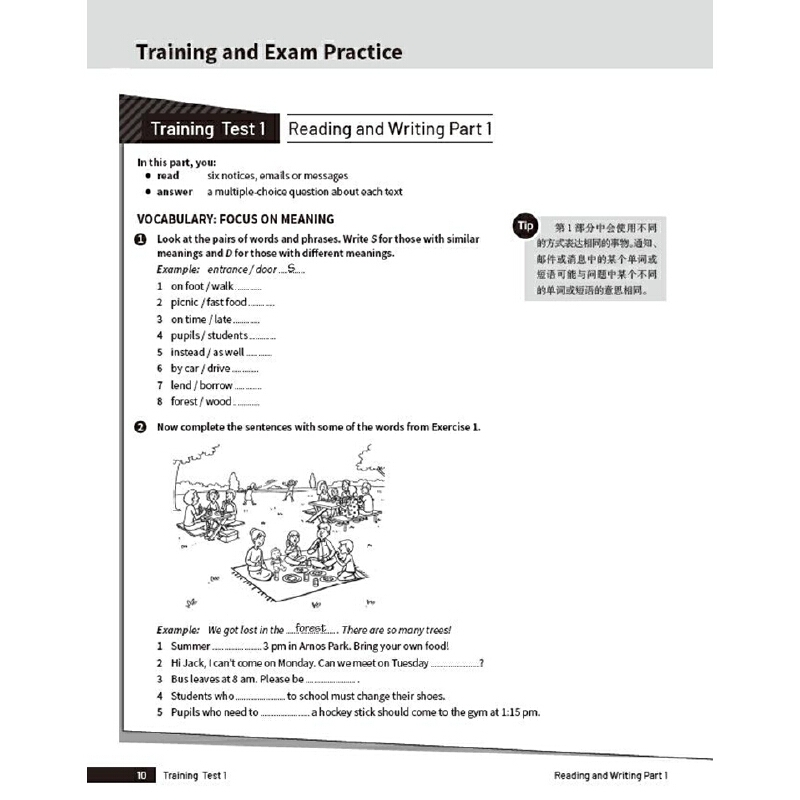 Training and Exam Practice
Training Test 1
Reading and Writing Part 1
In this part, you:
● read six notices, emails or messages
● answer a multiple-choice question about each text
VOCABULARY: FOCUS ON MEANING
1 Look at the pairs of words and phrases. Write S for those with similar
meanings and D for those with different meanings.
Example: entrance / door ....S....
1 on foot / walk ............
2 picnic / fast food ............
3 on time / late ............
4 pupils / students ............
5 instead / as well ............
6 by car / drive ............
7 lend / borrow ............
8 forest / wood ............
Tip
第1部分中会使用不同
的方式表达相同的事物。通知、
邮件或消息中的某个单词或
短语可能与问题中某个不同
的单词或短语的意思相同。
2 Now complete the sentences with some of the words from Exercise 1.
Example: We got lost in the ....forest.... . There are so many trees!
1 Summer ...................... 3 pm in Arnos Park. Bring your own food!
2 Hi Jack, I can't come on Monday. Can we meet on Tuesday ...................... ?
3 Bus leaves at 8 am. Please be ...................... .
4 Students who ...................... to school must change their shoes.
5 Pupils who need to ...................... a hockey stick should come to the gym at 1:15 pm.
10 Training Test 1
Reading and Writing Part 1